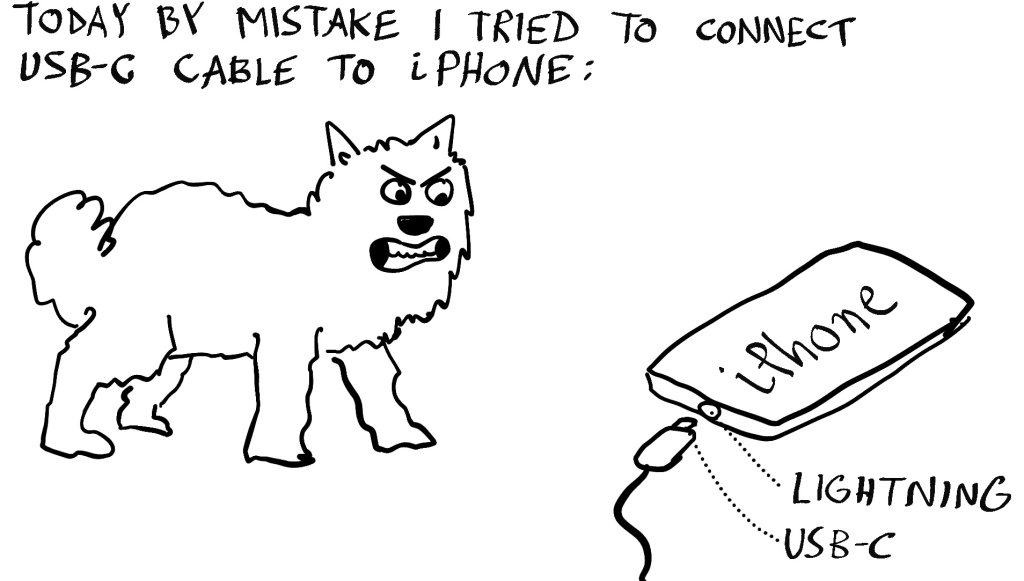 TODAY BY MISTAKE I TRIED TO CONNECT
USB-C CABLE TO iPHONE:
iPhone
LIGHTNING
USB-C